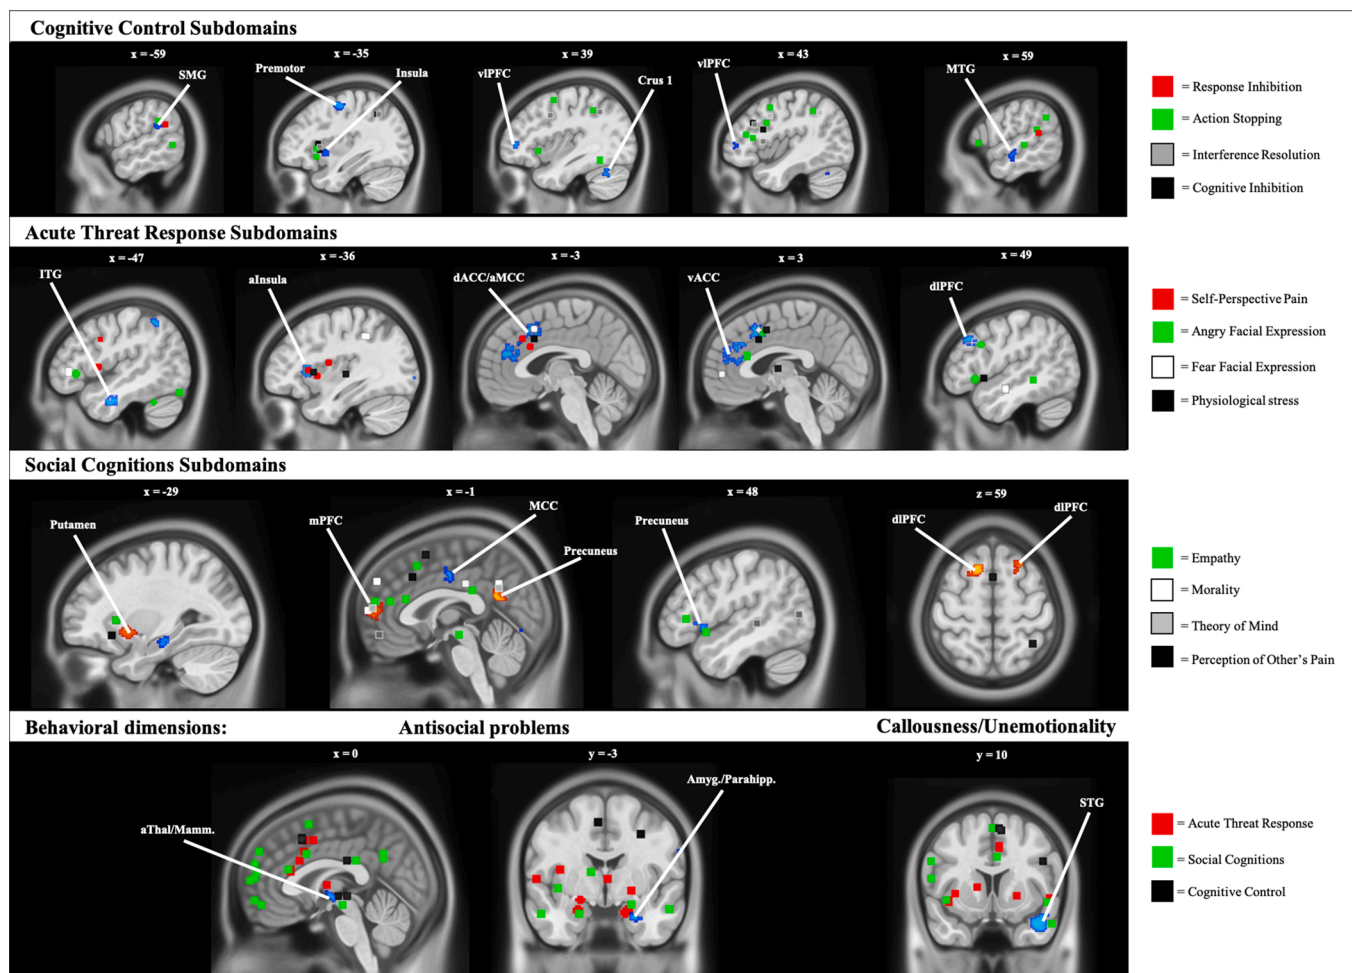 Cognitive Control Subdomains
x = -59
x = -35
x = 39
x = 43
x = 59
SMG
Premotor
Insula
vlPFC
Crus 1
vlPFC
MTG
= Response Inhibition
= Action Stopping
= Interference Resolution
= Cognitive Inhibition
Acute Threat Response Subdomains
x = -47
x = -36
x = -3
x = 3
x = 49
ITG
aInsula
dACC/aMCC
vACC
dlPFC
= Self-Perspective Pain
= Angry Facial Expression
= Fear Facial Expression
= Physiological stress
Social Cognitions Subdomains
x = -29
x = -1
x = 48
z = 59
Putamen
mPFC
MCC
Precuneus
Precuneus
dlPFC
dlPFC
= Empathy
= Morality
= Theory of Mind
= Perception of Other's Pain
Behavioral dimensions:
Antisocial problems
Callousness/Unemotionality
x = 0
y = -3
y = 10
aThal/Mamm.
Amyg./Parahipp.
STG
= Acute Threat Response
= Social Cognitions
= Cognitive Control